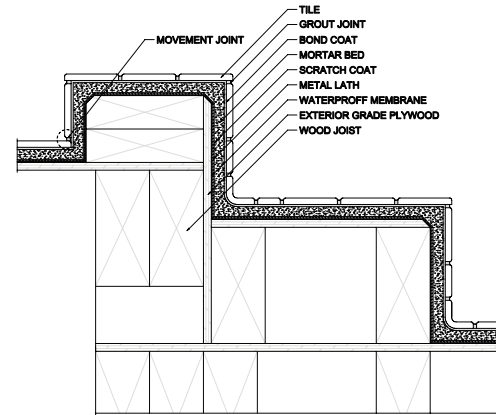 TILE
GROUT JOINT
BOND COAT
MORTAR BED
SCRATCH COAT
METAL LATH
WATERPROFF MEMBRANE
EXTERIOR GRADE PLYWOOD
WOOD JOIST
MOVEMENT JOINT